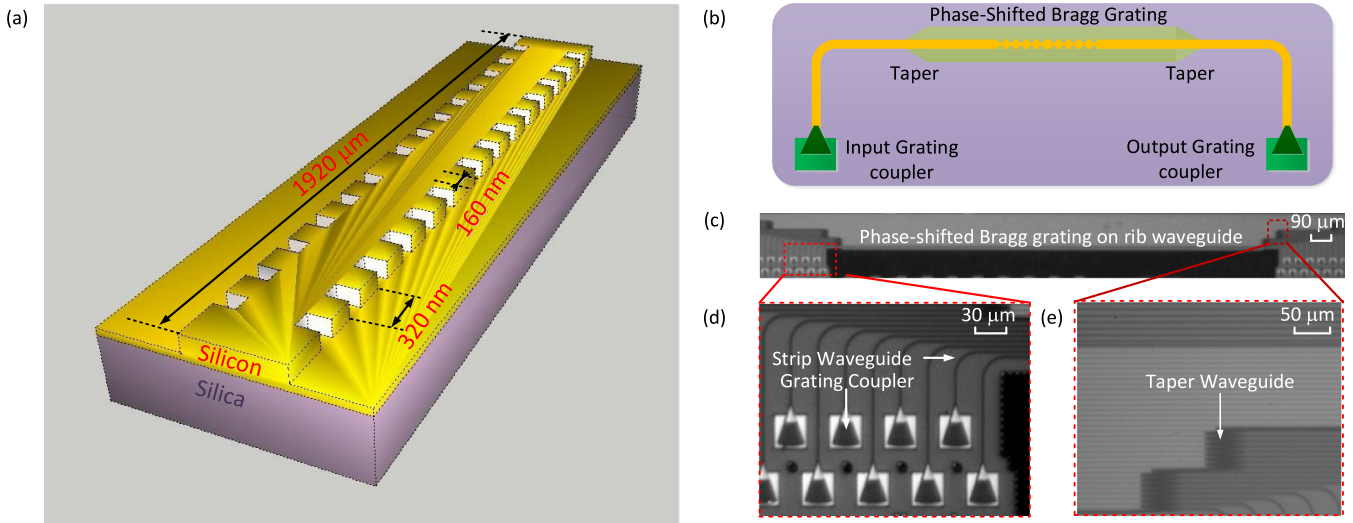 (a)
1920 μm
160 nm
320 nm
Silicon
Silica
(b)
Phase-Shifted Bragg Grating
Taper
Taper
Input Grating
coupler
Output Grating
coupler
(c)
Phase-shifted Bragg grating on rib waveguide
90 μm
(d)
30 μm
Strip Waveguide
Grating Coupler
(e)
50 μm
Taper Waveguide